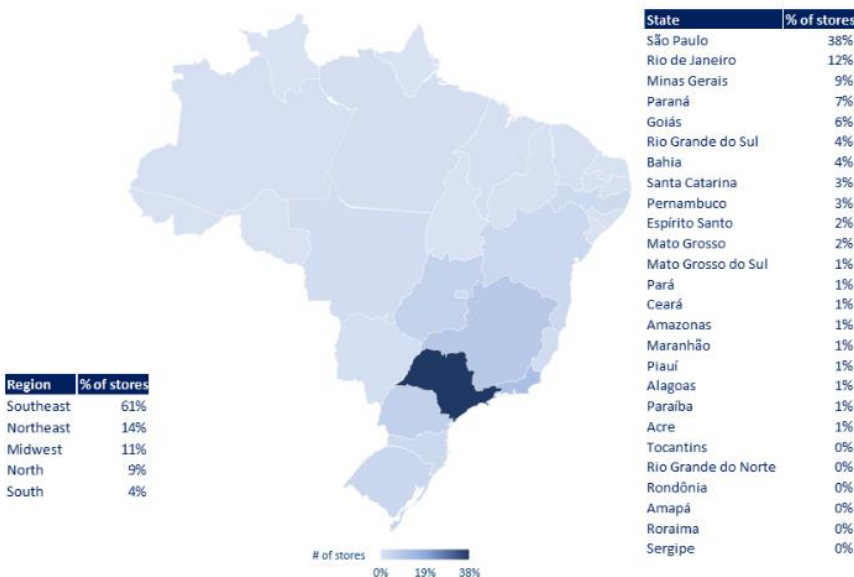 State % of stores
São Paulo 38%
Rio de Janeiro 12%
Minas Gerais 9%
Paraná 7%
Goiás 6%
Rio Grande do Sul 4%
Bahia 4%
Santa Catarina 3%
Pernambuco 3%
Espírito Santo 2%
Mato Grosso 2%
Mato Grosso do Sul 1%
Pará 1%
Ceará 1%
Amazonas 1%
Maranhão 1%
Piauí 1%
Alagoas 1%
Paraíba 1%
Acre 1%
Tocantins 0%
Rio Grande do Norte 0%
Rondônia 0%
Amapá 0%
Roraima 0%
Sergipe 0%
Region % of stores
Southeast 61%
Northeast 14%
Midwest 11%
North 9%
South 4%
# of stores
0% 19% 38%